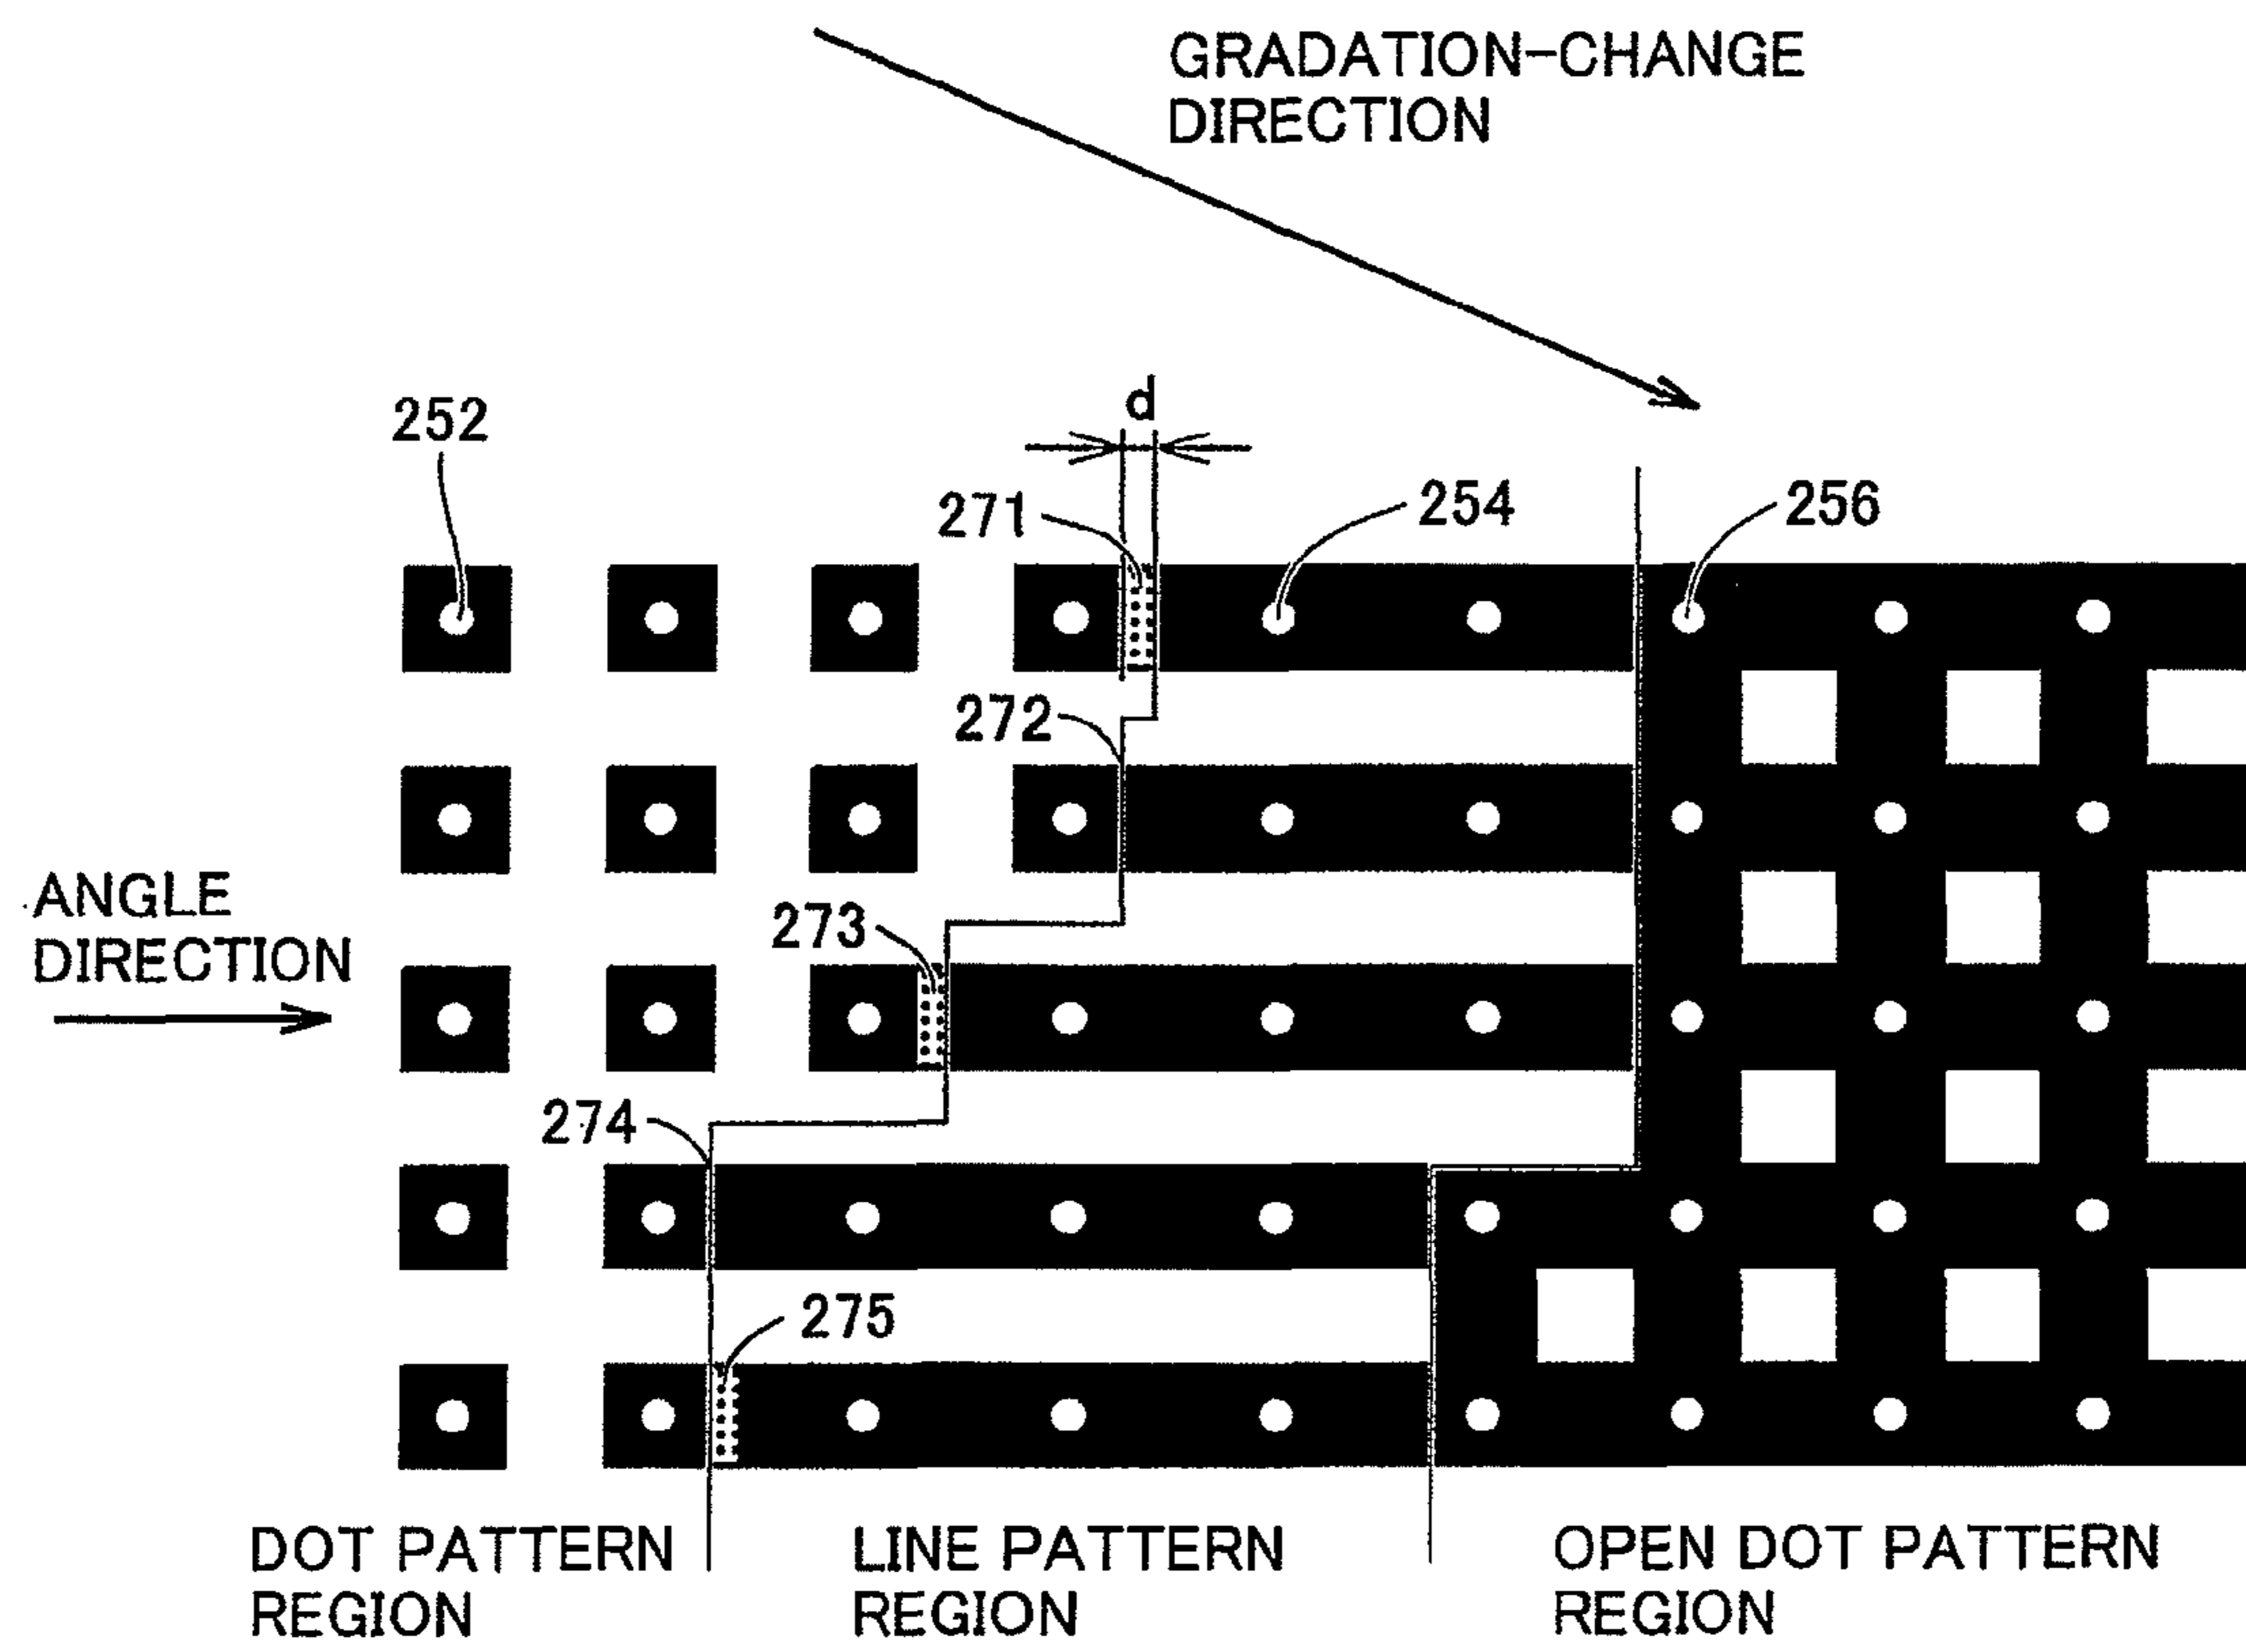 GRADATION-CHANGE
DIRECTION
d
252
271
254
256
272
ANGLE
DIRECTION
273
274
275
DOT PATTERN
REGION
LINE PATTERN
REGION
OPEN DOT PATTERN
REGION